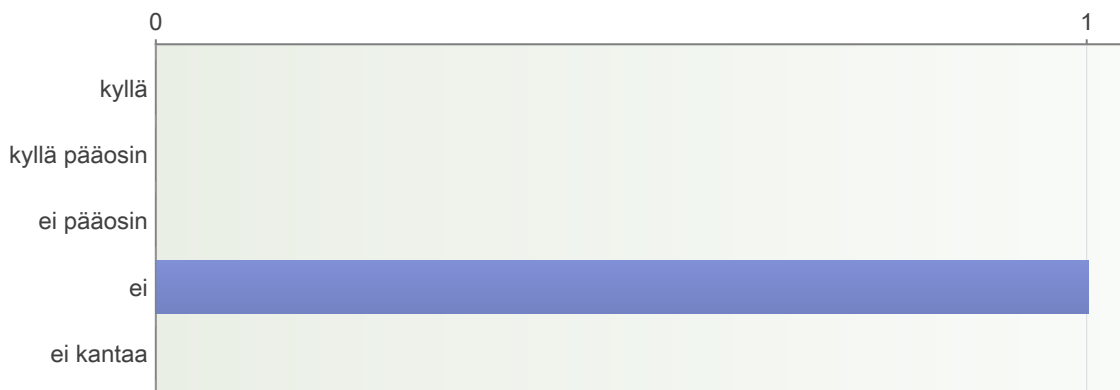 0 1
kyllä
kyllä pääosin
ei pääosin
ei
ei kantaa